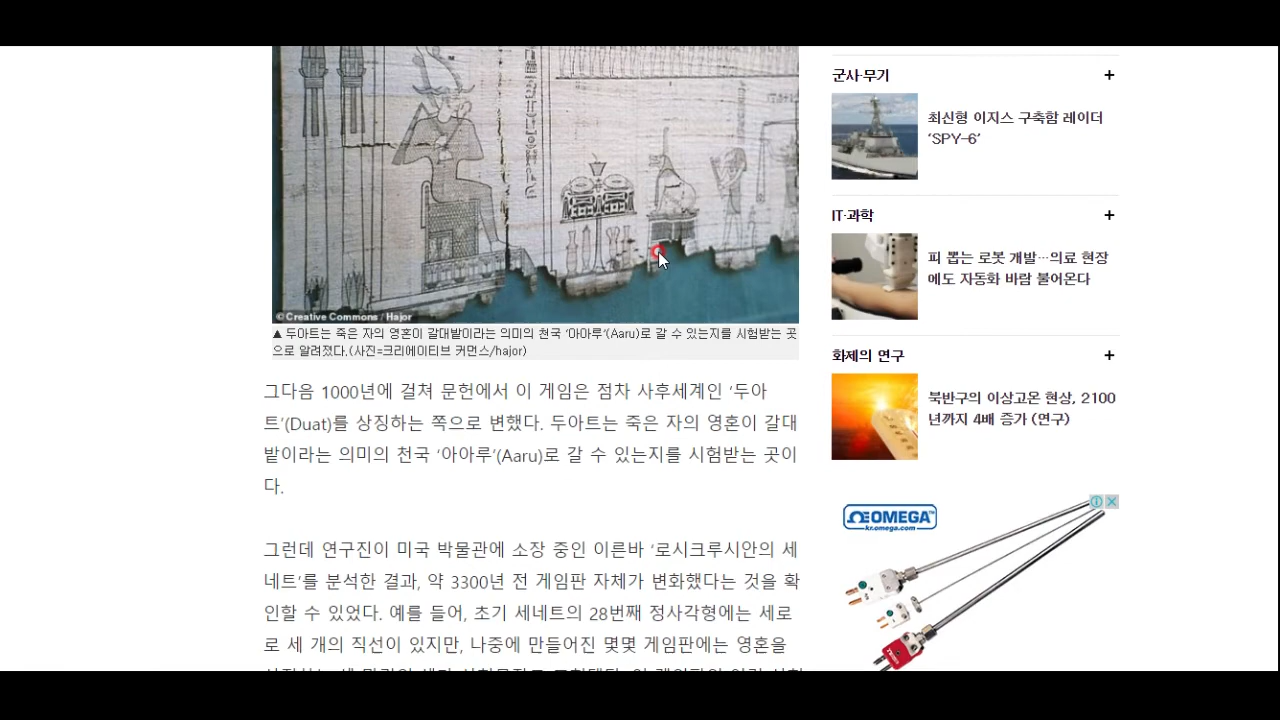 © Creative Commons / Hajor
▲ 두아트는 죽은 자의 영혼이 갈대밭이라는 의미의 천국 ‘아아루’(Aaru)로 갈 수 있는지를 시험받는 곳
으로 알려졌다.(사진=크리에이티브 커먼스/hajor)
그다음 1000년에 걸쳐 문헌에서 이 게임은 점차 사후세계인 ‘두아
트’(Duat)를 상징하는 쪽으로 변했다. 두아트는 죽은 자의 영혼이 갈대
밭이라는 의미의 천국 ‘아아루’(Aaru)로 갈 수 있는지를 시험받는 곳이
다.
그런데 연구진이 미국 박물관에 소장 중인 이른바 ‘로시크루시안의 세
네트’를 분석한 결과, 약 3300년 전 게임판 자체가 변화했다는 것을 확
인할 수 있었다. 예를 들어, 초기 세네트의 28번째 정사각형에는 세로
로 세 개의 직선이 있지만, 나중에 만들어진 몇몇 게임판에는 영혼을
군사·무기 +
최신형 이지스 구축함 레이더
‘SPY-6’
IT·과학 +
피 뽑는 로봇 개발…의료 현장
에도 자동화 바람 불어온다
화제의 연구 +
북반구의 이상고온 현상, 2100
년까지 4배 증가 (연구)
OMEGA™
kr.omega.com